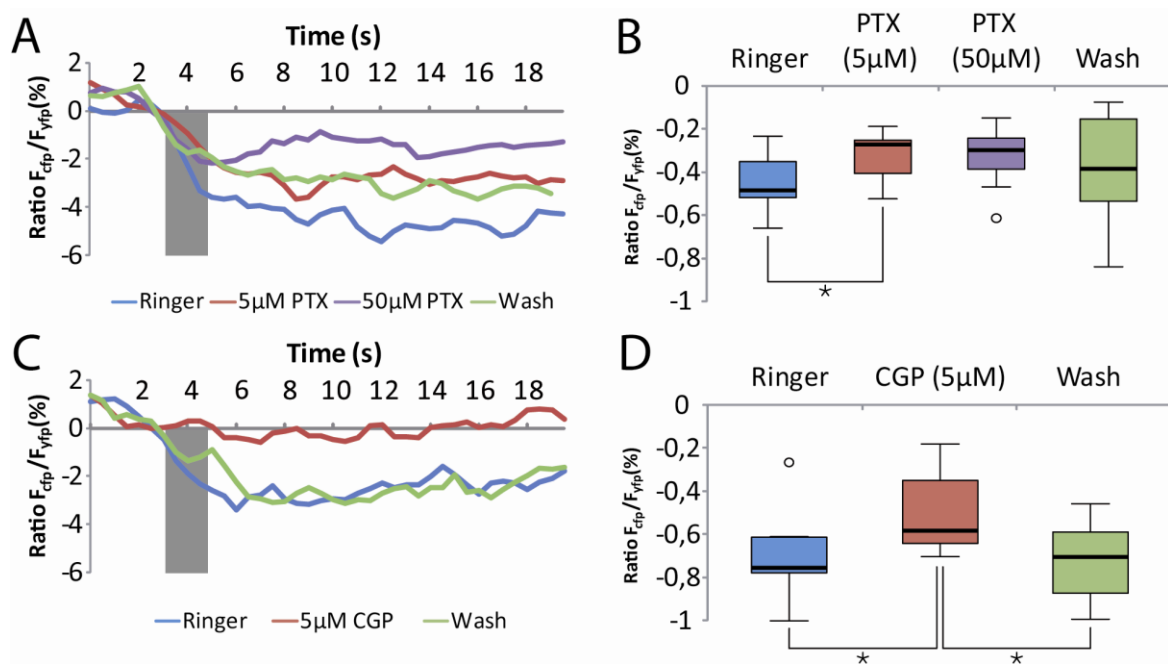 A
Time (s)
2 4 6 8 10 12 14 16 18
2
0
-2
-4
-6
Ratio Fcfp/Fyfp(%)
Ringer 5µM PTX 50µM PTX Wash
B
Ringer PTX (5µM) PTX (50µM) Wash
0
-0,2
-0,4
-0,6
-0,8
-1
Ratio Fcfp/Fyfp(%)
*
C
Time (s)
2 4 6 8 10 12 14 16 18
2
0
-2
-4
-6
Ratio Fcfp/Fyfp(%)
Ringer 5µM CGP Wash
D
Ringer CGP (5µM) Wash
0
-0,2
-0,4
-0,6
-0,8
-1
Ratio Fcfp/Fyfp(%)
* *